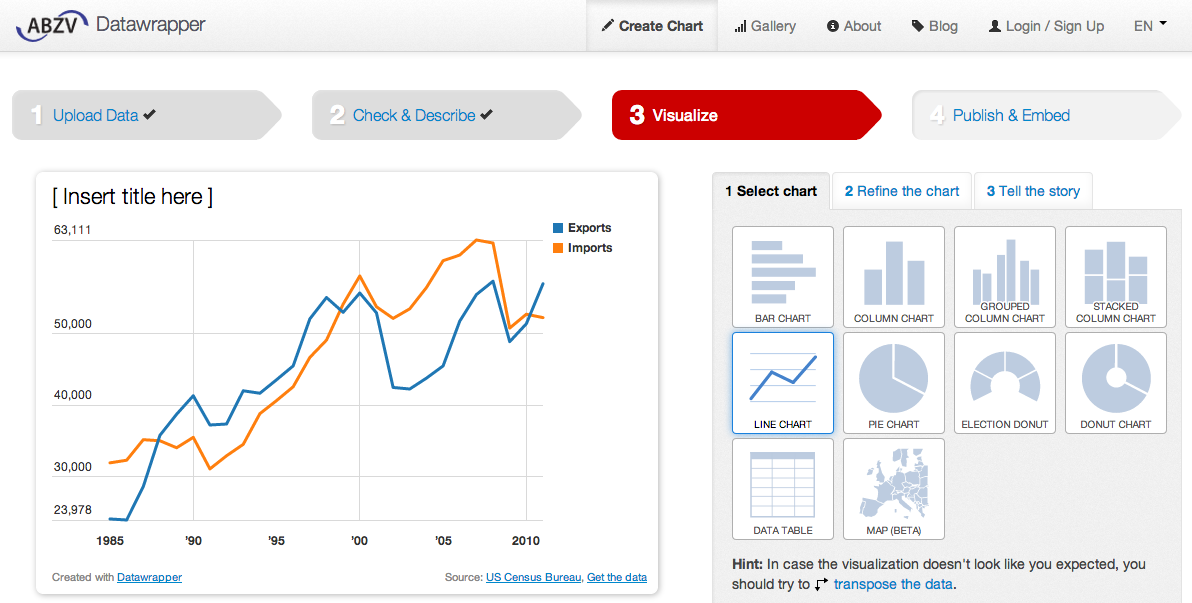 ABZV Datawrapper
Create Chart Gallery About Blog Login / Sign Up EN
1 Upload Data
2 Check & Describe
3 Visualize
4 Publish & Embed
[ Insert title here ]
63,111
50,000
40,000
30,000
23,978
1985 '90 '95 '00 '05 2010
Exports
Imports
Created with Datawrapper
Source: US Census Bureau, Get the data
1 Select chart 2 Refine the chart 3 Tell the story
BAR CHART
COLUMN CHART
GROUPED
COLUMN CHART
STACKED
COLUMN CHART
LINE CHART
PIE CHART
ELECTION DONUT
DONUT CHART
DATA TABLE
MAP (BETA)
Hint: In case the visualization doesn't look like you expected, you
should try to transpose the data.